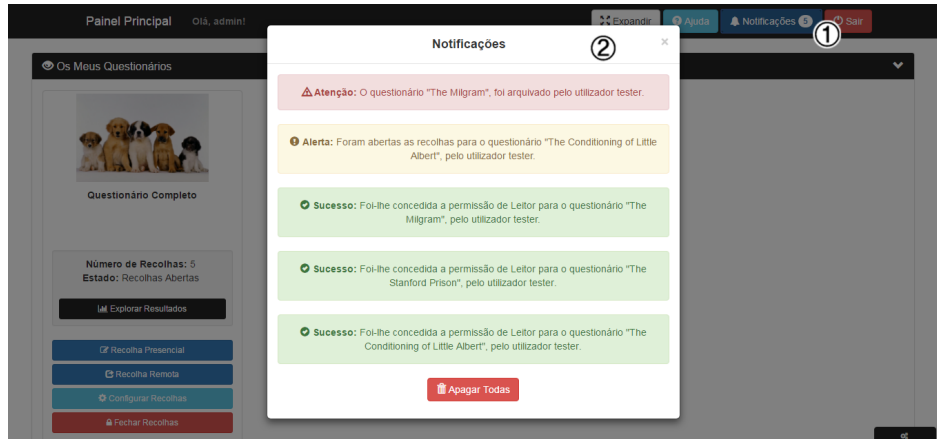 Painel Principal Olá, admin! Expandir Ajuda Notificações 5 Sair
①
Os Meus Questionários
Questionário Completo
Número de Recolhas: 5
Estado: Recolhas Abertas
Explorar Resultados
Recolha Presencial
Recolha Remota
Configurar Recolhas
Fechar Recolhas
Notificações ② ×
Atenção: O questionário "The Milgram", foi arquivado pelo utilizador tester.
Alerta: Foram abertas as recolhas para o questionário "The Conditioning of Little
Albert", pelo utilizador tester.
Sucesso: Foi-lhe concedida a permissão de Leitor para o questionário "The
Milgram", pelo utilizador tester.
Sucesso: Foi-lhe concedida a permissão de Leitor para o questionário "The
Stanford Prison", pelo utilizador tester.
Sucesso: Foi-lhe concedida a permissão de Leitor para o questionário "The
Conditioning of Little Albert", pelo utilizador tester.
Apagar Todas